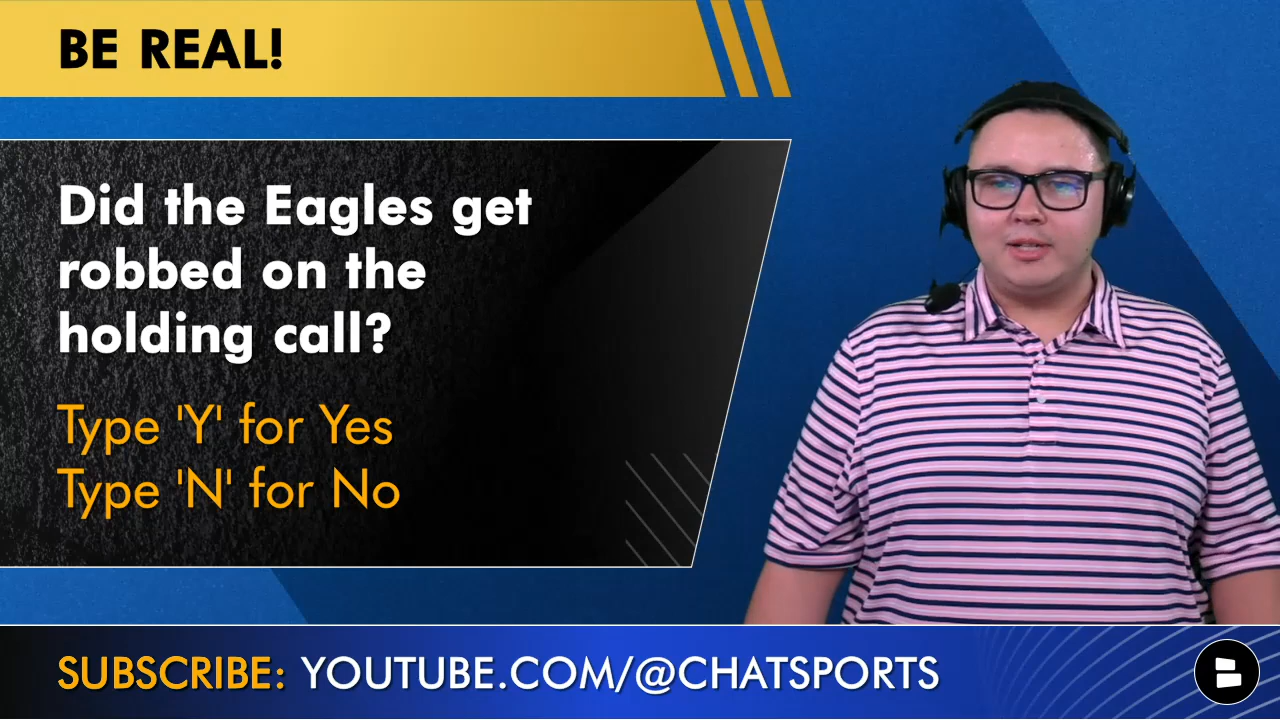 BE REAL!
Did the Eagles get
robbed on the
holding call?
Type 'Y' for Yes
Type 'N' for No
SUBSCRIBE: YOUTUBE.COM/@CHATSPORTS